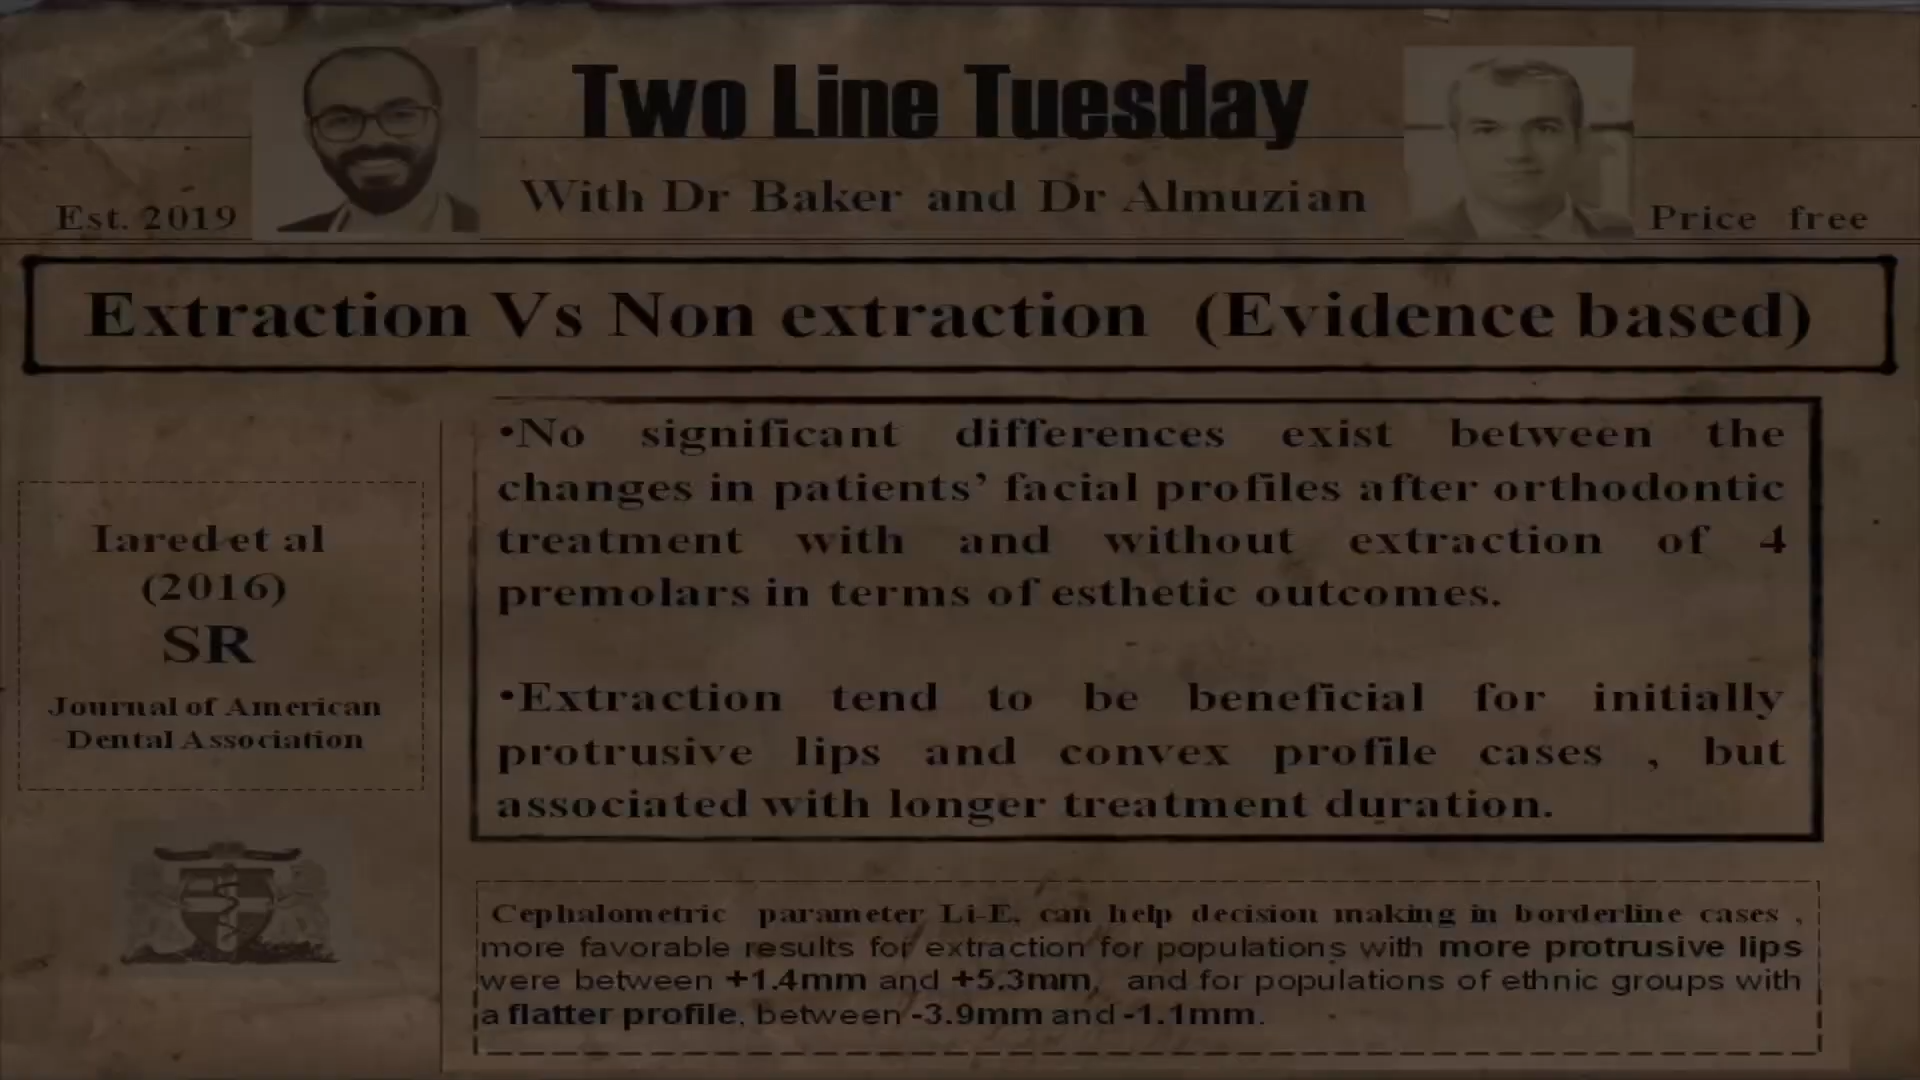 Two Line Tuesday
With Dr Baker and Dr Almuzian
Est. 2019
Price free
Extraction Vs Non extraction (Evidence based)
Iared et al
(2016)
SR
Journal of American
Dental Association
•No significant differences exist between the
changes in patients’ facial profiles after orthodontic
treatment with and without extraction of 4
premolars in terms of esthetic outcomes.
•Extraction tend to be beneficial for initially
protrusive lips and convex profile cases , but
associated with longer treatment duration.
Cephalometric parameter Li-E, can help decision making in borderline cases ,
more favorable results for extraction for populations with more protrusive lips
were between +1.4mm and +5.3mm, and for populations of ethnic groups with
a flatter profile, between -3.9mm and -1.1mm.